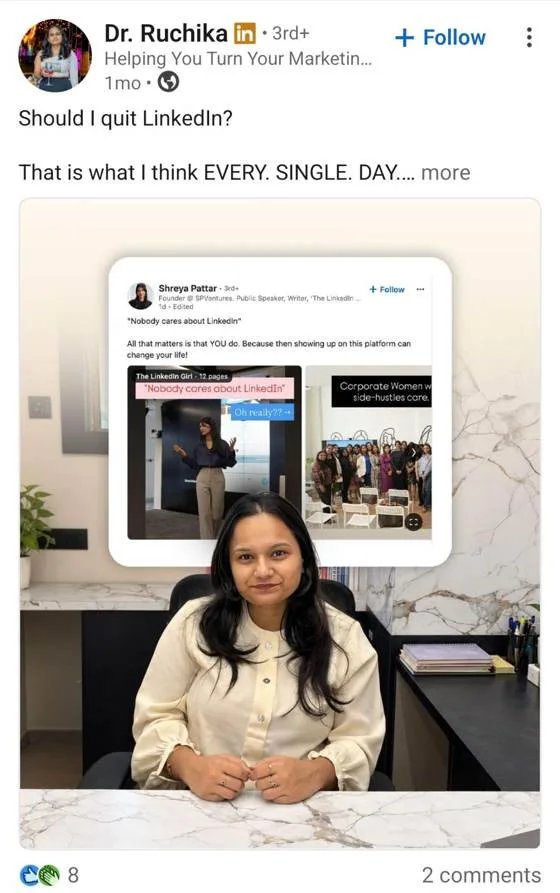 Dr. Ruchika in • 3rd+
+ Follow
Helping You Turn Your Marketin...
1mo •
Should I quit LinkedIn?
That is what I think EVERY. SINGLE. DAY.... more
Shreya Pattar • 3rd+
+ Follow
Founder @ SPVentures. Public Speaker, Writer, 'The LinkedIn ...
1d • Edited
"Nobody cares about LinkedIn"
All that matters is that YOU do. Because then showing up on this platform can
change your life!
The LinkedIn Girl • 12 pages
"Nobody cares about LinkedIn"
Oh really?? →
Corporate Women w
side-hustles care.
8
2 comments